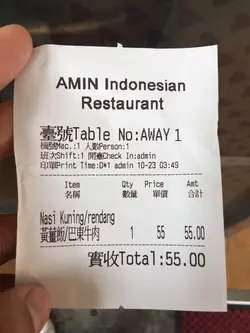 AMIN Indonesian
Restaurant
臺號Table No:AWAY 1
機號Mac.:1 人數Person:1
班次Shift:1 開臺Check In:admin
印單Print Time:0*1 admin 10-23 03:49
Item Qty Price Amt
名稱 數量 單價 合計
Nasi Kuning/rendang
黃薑飯/巴東牛肉 1 55 55.00
實收Total:55.00